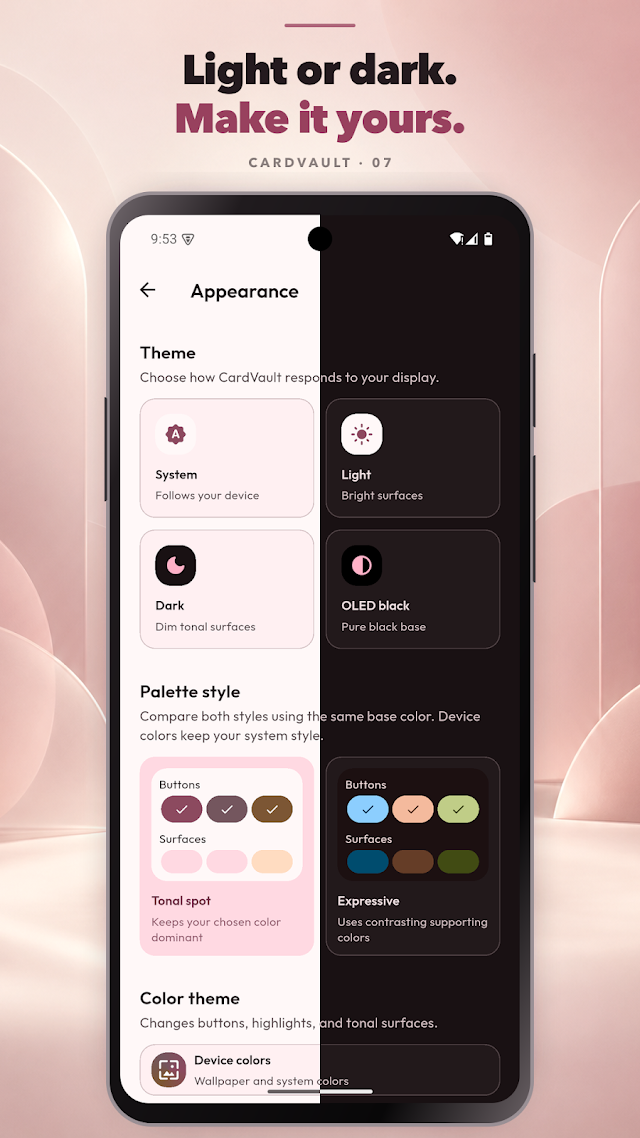 Light or dark.
Make it yours.
CARDVAULT · 07
9:53
Appearance
Theme
Choose how CardVault responds to your display.
A
System
Follows your device
Light
Bright surfaces
Dark
Dim tonal surfaces
OLED black
Pure black base
Palette style
Compare both styles using the same base color. Device
colors keep your system style.
Buttons
Surfaces
Tonal spot
Keeps your chosen color
dominant
Buttons
Surfaces
Expressive
Uses contrasting supporting
colors
Color theme
Changes buttons, highlights, and tonal surfaces.
Device colors
Wallpaper and system colors